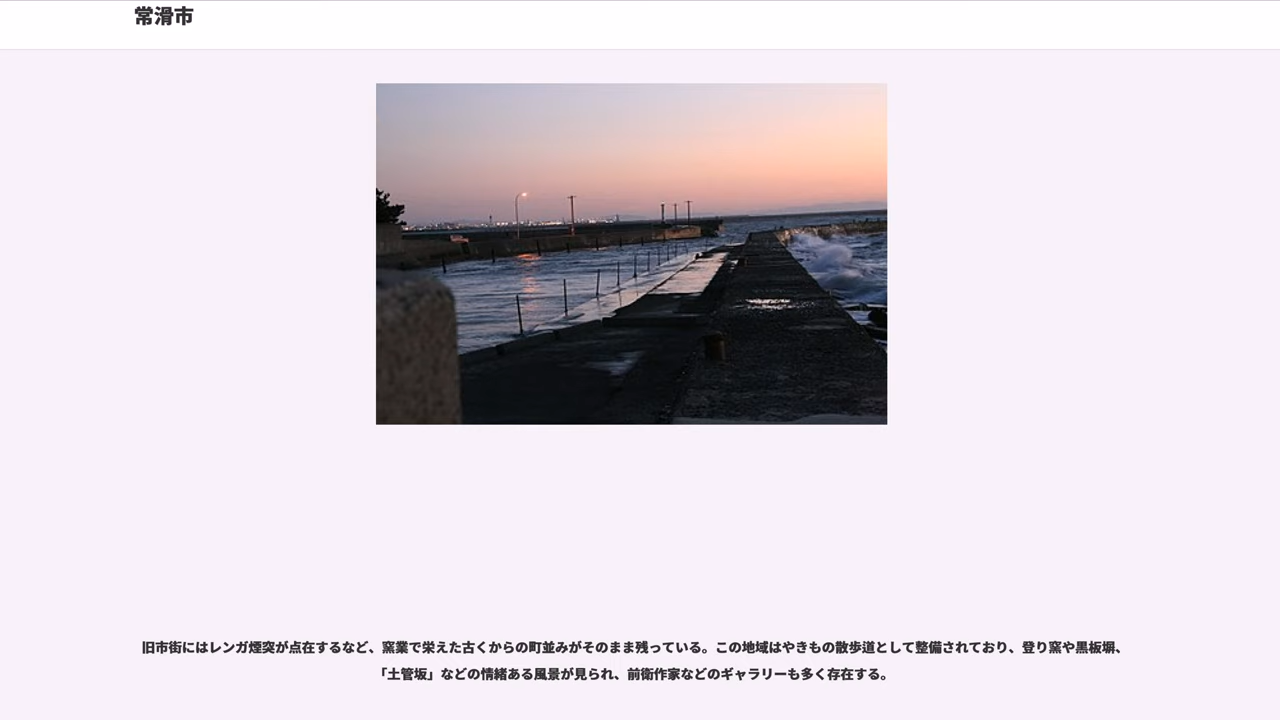 常滑市
旧市街にはレンガ煙突が点在するなど、窯業で栄えた古くからの町並みがそのまま残っている。この地域はやきもの散歩道として整備されており、登り窯や黒板塀、
「土管坂」などの情緒ある風景が見られ、前衛作家などのギャラリーも多く存在する。